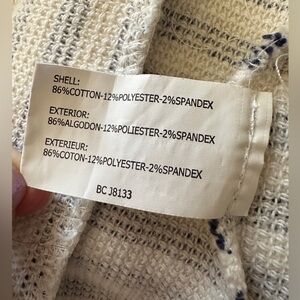 SHELL:
86%COTTON-12%POLYESTER-2%SPANDEX
EXTERIOR:
86%ALGODON-12%POLIESTER-2%SPANDEX
EXTERIEUR:
86%COTON-12%POLYESTER-2%SPANDEX
BC J8133